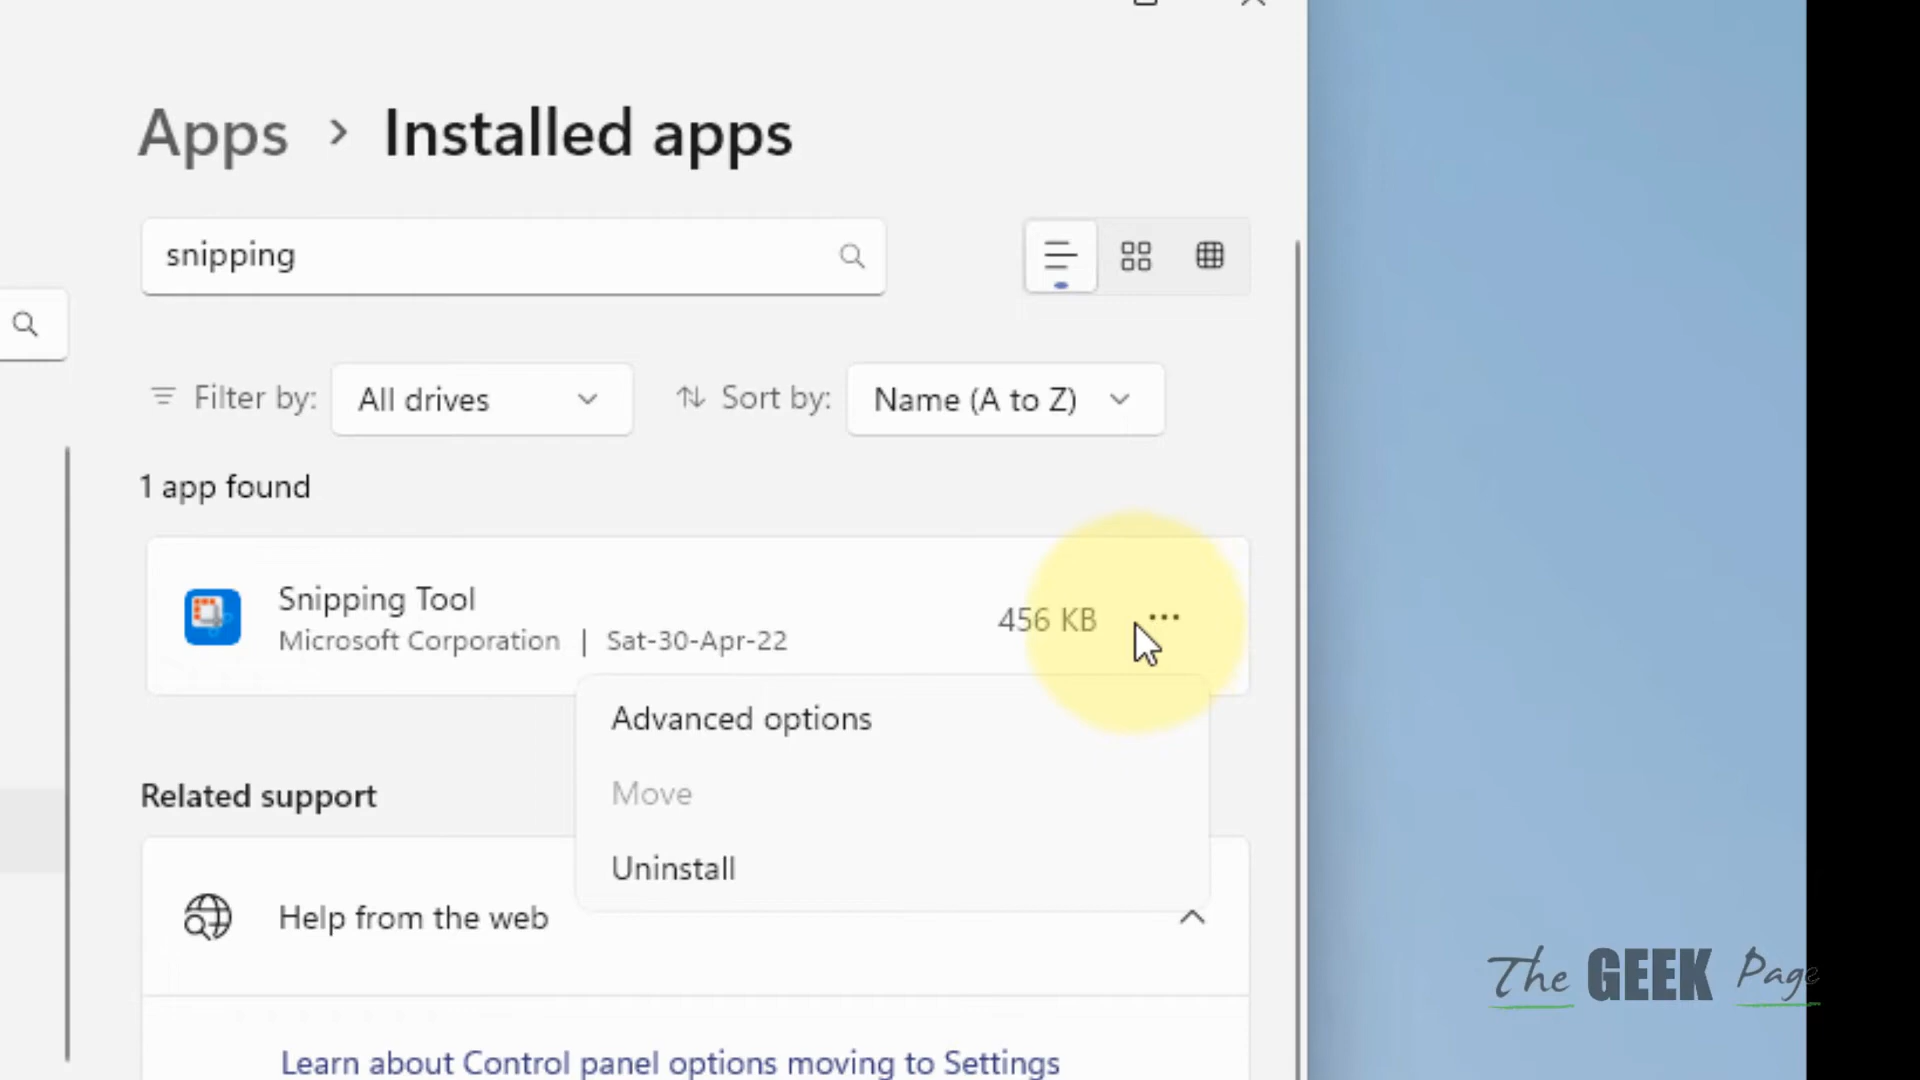 Apps > Installed apps
snipping
Filter by: All drives Sort by: Name (A to Z)
1 app found
Snipping Tool
Microsoft Corporation | Sat-30-Apr-22
456 KB
Advanced options
Move
Uninstall
Related support
Help from the web
Learn about Control panel options moving to Settings
The GEEK Page